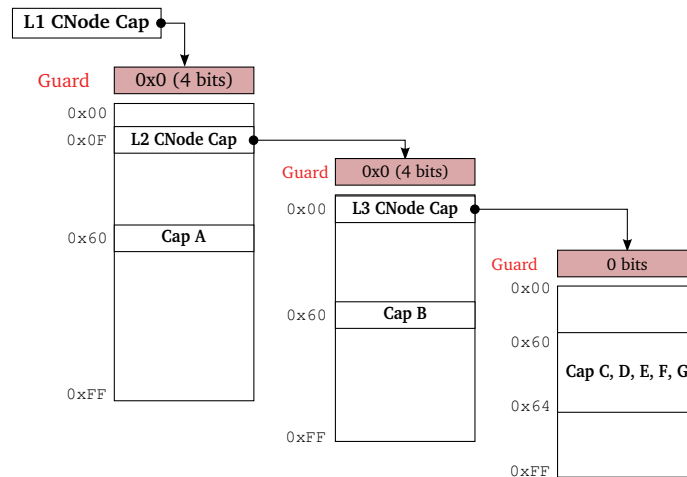 L1 CNode Cap
Guard
0x0 (4 bits)
0x00
0x0F
L2 CNode Cap
0x60
Cap A
0xFF
Guard
0x0 (4 bits)
0x00
L3 CNode Cap
0x60
Cap B
0xFF
Guard
0 bits
0x00
0x60
Cap C, D, E, F, G
0x64
0xFF